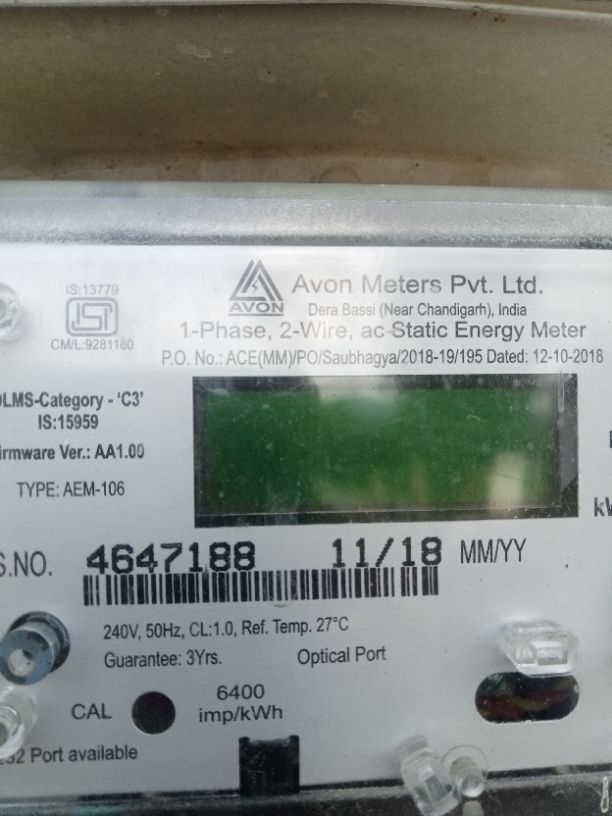 IS:13779
CM/L:9281180
AVON
Avon Meters Pvt. Ltd.
Dera Bassi (Near Chandigarh), India
1-Phase, 2-Wire, ac Static Energy Meter
P.O. No.: ACE(MM)/PO/Saubhagya/2018-19/195 Dated: 12-10-2018
DLMS-Category - 'C3'
IS:15959
Firmware Ver.: AA1.00
TYPE: AEM-106
S.NO. 4647188 11/18 MM/YY
240V, 50Hz, CL:1.0, Ref. Temp. 27°C
Guarantee: 3Yrs. Optical Port
CAL 6400
imp/kWh
Port available